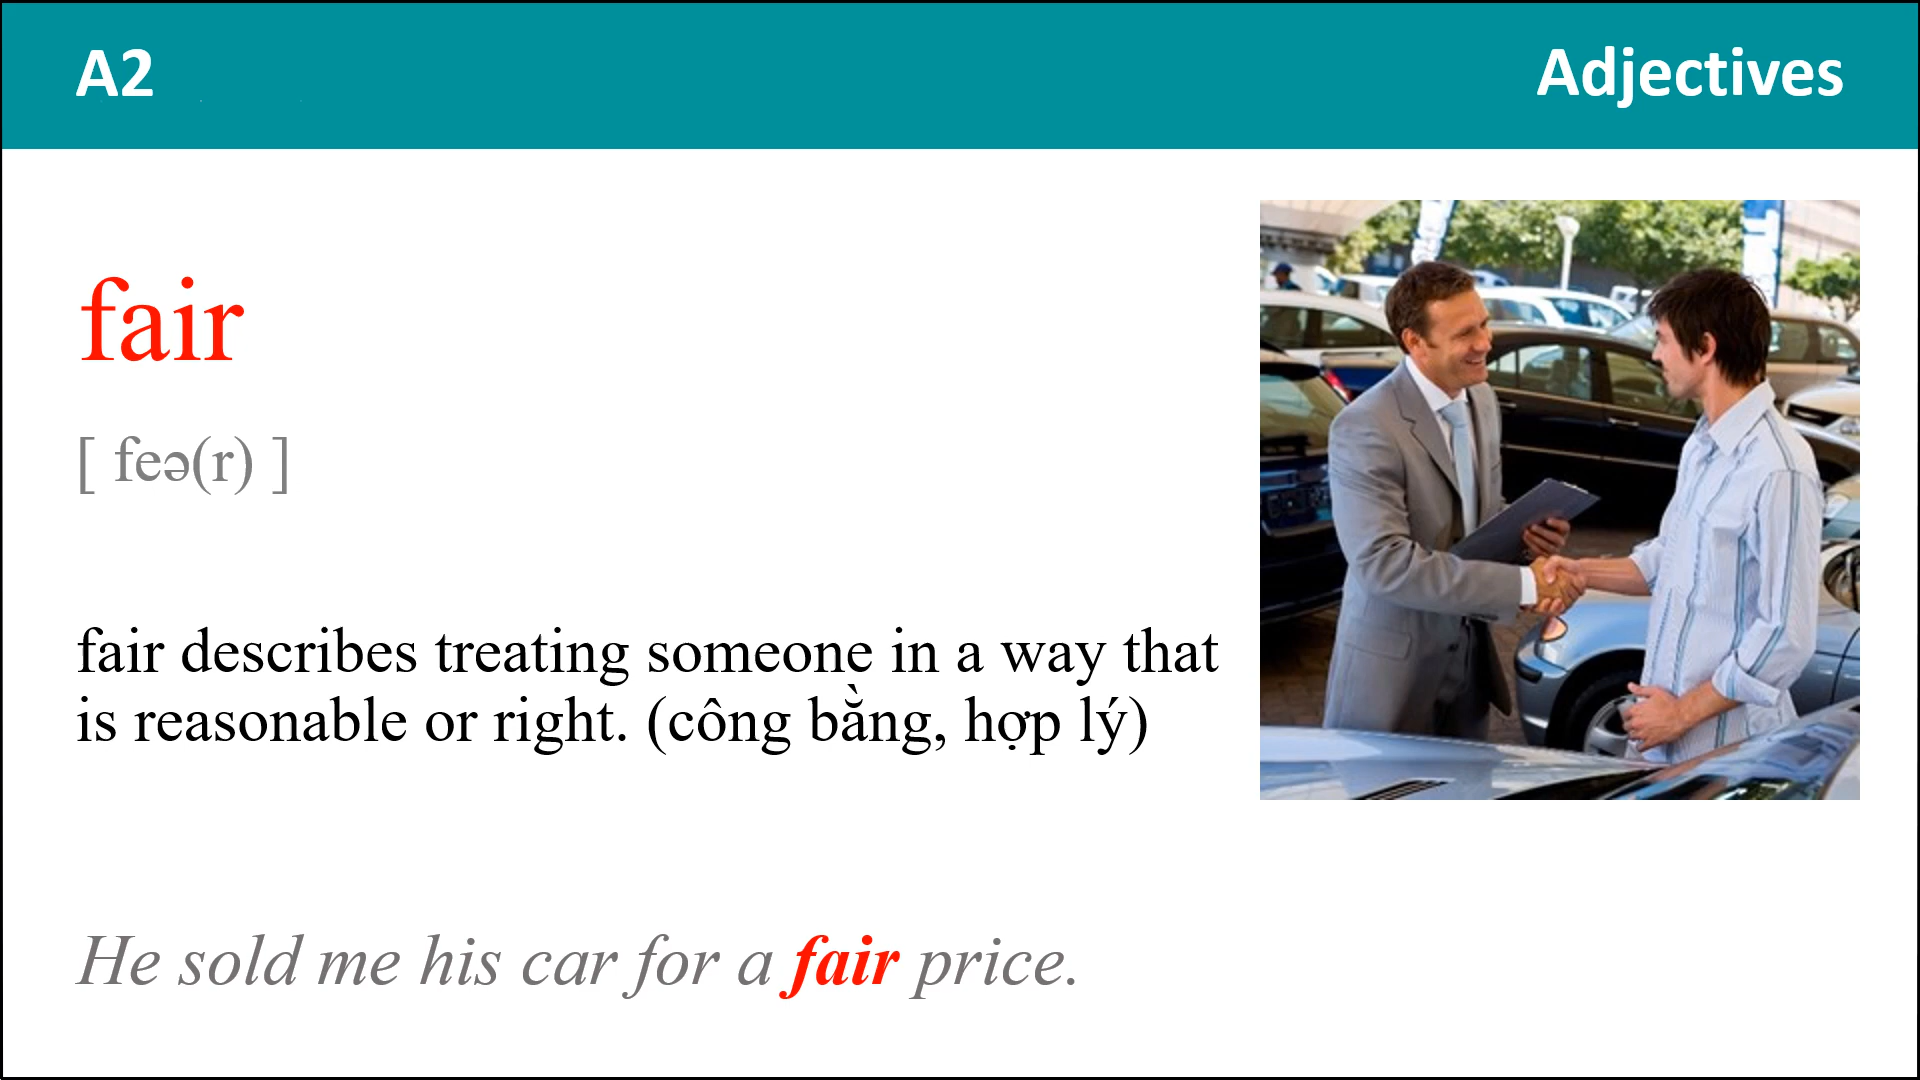 A2
Adjectives
fair
[ feə(r) ]
fair describes treating someone in a way that
is reasonable or right. (công bằng, hợp lý)
He sold me his car for a fair price.